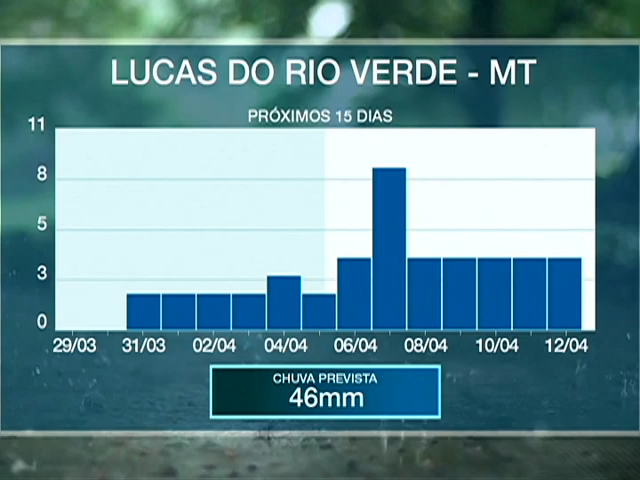 LUCAS DO RIO VERDE - MT
PRÓXIMOS 15 DIAS
11
8
5
3
0
29/03 31/03 02/04 04/04 06/04 08/04 10/04 12/04
CHUVA PREVISTA
46mm